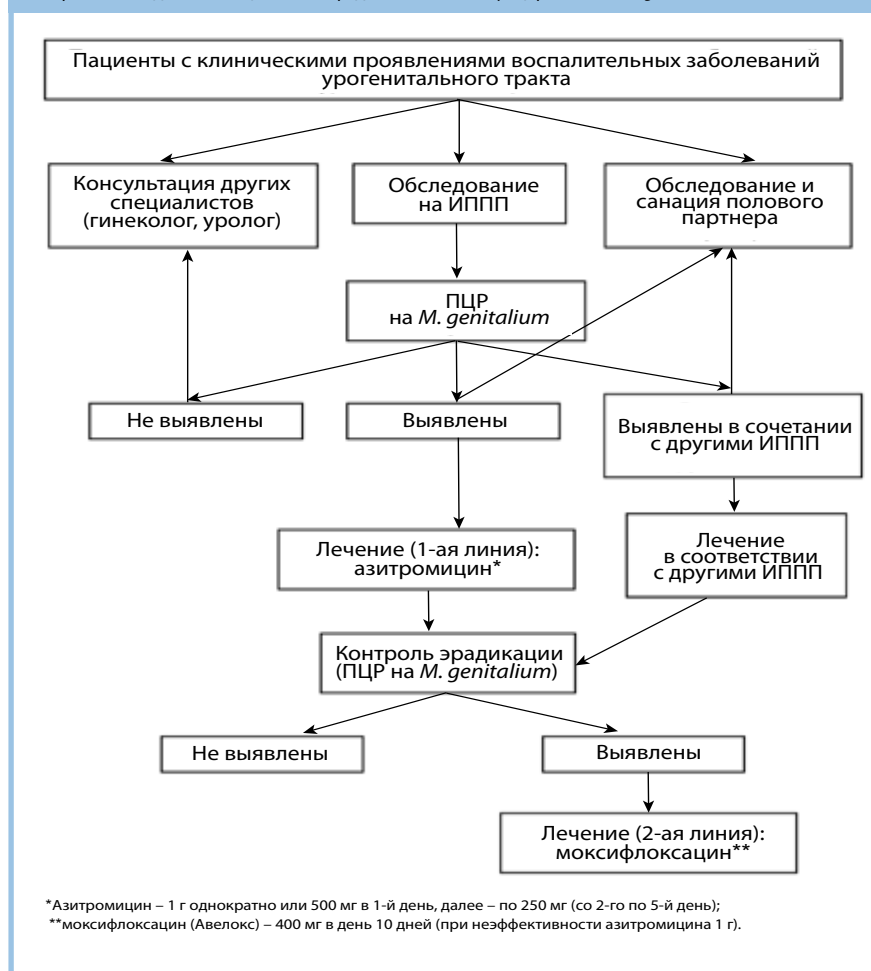 Пациенты с клиническими проявлениями воспалительных заболеваний
урогенитального тракта
Консультация других
специалистов
(гинеколог, уролог)
Обследование
на ИППП
Обследование и
санация полового
партнера
ПЦР
на M. genitalium
Не выявлены
Выявлены
Выявлены в сочетании
с другими ИППП
Лечение (1-ая линия):
азитромицин*
Лечение
в соответствии
с другими ИППП
Контроль эрадикации
(ПЦР на M. genitalium)
Не выявлены
Выявлены
Лечение (2-ая линия):
моксифлоксацин**
*Азитромицин – 1 г однократно или 500 мг в 1-й день, далее – по 250 мг (со 2-го по 5-й день);
**моксифлоксацин (Авелокс) – 400 мг в день 10 дней (при неэффективности азитромицина 1 г).